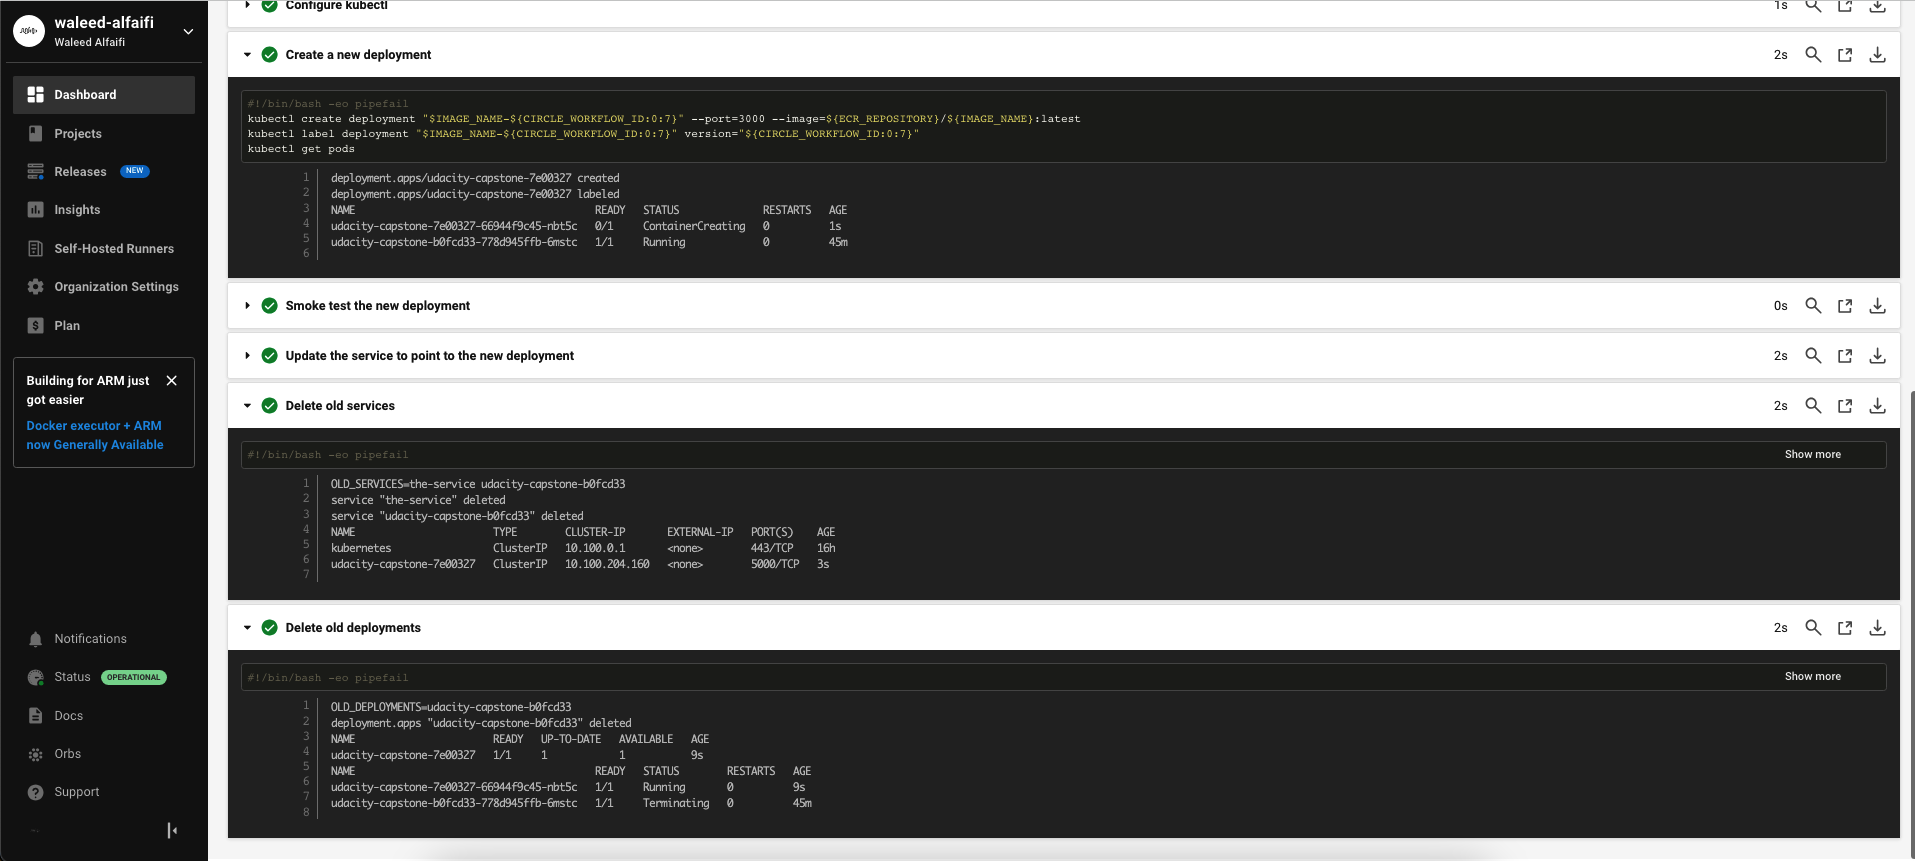 waleed-alfaifi
Waleed Alfaifi
Dashboard
Projects
Releases NEW
Insights
Self-Hosted Runners
Organization Settings
Plan
Building for ARM just
got easier
Docker executor + ARM
now Generally Available
Notifications
Status OPERATIONAL
Docs
Orbs
Support
Configure kubectl 1s
Create a new deployment 2s
#!/bin/bash -eo pipefail
kubectl create deployment "$IMAGE_NAME-${CIRCLE_WORKFLOW_ID:0:7}" --port=3000 --image=${ECR_REPOSITORY}/${IMAGE_NAME}:latest
kubectl label deployment "$IMAGE_NAME-${CIRCLE_WORKFLOW_ID:0:7}" version="${CIRCLE_WORKFLOW_ID:0:7}"
kubectl get pods
1 deployment.apps/udacity-capstone-7e00327 created
2 deployment.apps/udacity-capstone-7e00327 labeled
3 NAME READY STATUS RESTARTS AGE
4 udacity-capstone-7e00327-66944f9c45-nbt5c 0/1 ContainerCreating 0 1s
5 udacity-capstone-b0fcd33-778d945ffb-6mstc 1/1 Running 0 45m
6
Smoke test the new deployment 0s
Update the service to point to the new deployment 2s
Delete old services 2s
#!/bin/bash -eo pipefail Show more
1 OLD_SERVICES=the-service udacity-capstone-b0fcd33
2 service "the-service" deleted
3 service "udacity-capstone-b0fcd33" deleted
4 NAME TYPE CLUSTER-IP EXTERNAL-IP PORT(S) AGE
5 kubernetes ClusterIP 10.100.0.1 <none> 443/TCP 16h
6 udacity-capstone-7e00327 ClusterIP 10.100.204.160 <none> 5000/TCP 3s
7
Delete old deployments 2s
#!/bin/bash -eo pipefail Show more
1 OLD_DEPLOYMENTS=udacity-capstone-b0fcd33
2 deployment.apps "udacity-capstone-b0fcd33" deleted
3 NAME READY UP-TO-DATE AVAILABLE AGE
4 udacity-capstone-7e00327 1/1 1 1 9s
5 NAME READY STATUS RESTARTS AGE
6 udacity-capstone-7e00327-66944f9c45-nbt5c 1/1 Running 0 9s
7 udacity-capstone-b0fcd33-778d945ffb-6mstc 1/1 Terminating 0 45m
8